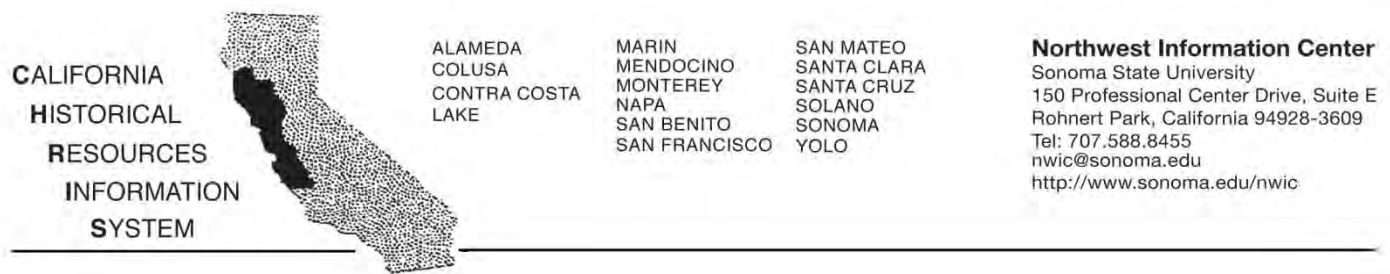 CALIFORNIA
HISTORICAL
RESOURCES
INFORMATION
SYSTEM
ALAMEDA
COLUSA
CONTRA COSTA
LAKE
MARIN
MENDOCINO
MONTEREY
NAPA
SAN BENITO
SAN FRANCISCO
SAN MATEO
SANTA CLARA
SANTA CRUZ
SOLANO
SONOMA
YOLO
Northwest Information Center
Sonoma State University
150 Professional Center Drive, Suite E
Rohnert Park, California 94928-3609
Tel: 707.588.8455
nwic@sonoma.edu
http://www.sonoma.edu/nwic